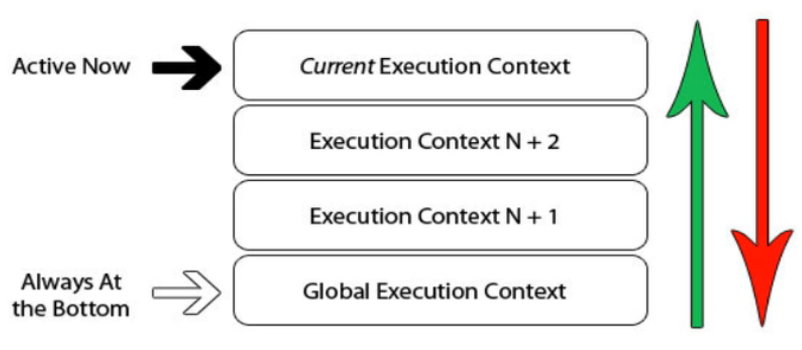 Active Now
Current Execution Context
Execution Context N + 2
Execution Context N + 1
Always At
the Bottom
Global Execution Context